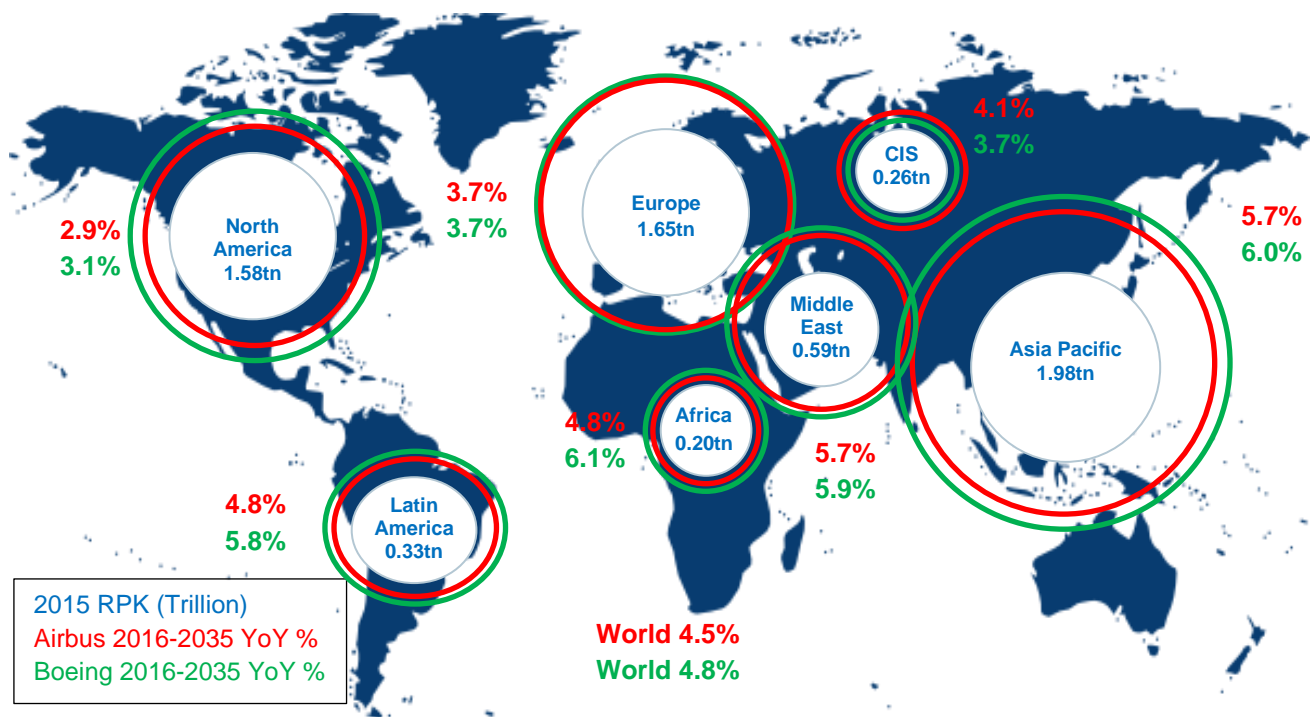 2.9%
3.1%
North
America
1.58tn
3.7%
3.7%
Europe
1.65tn
4.1%
3.7%
CIS
0.26tn
5.7%
6.0%
Asia Pacific
1.98tn
Middle
East
0.59tn
5.7%
5.9%
4.8%
6.1%
Africa
0.20tn
4.8%
5.8%
Latin
America
0.33tn
2015 RPK (Trillion)
Airbus 2016-2035 YoY %
Boeing 2016-2035 YoY %
World 4.5%
World 4.8%